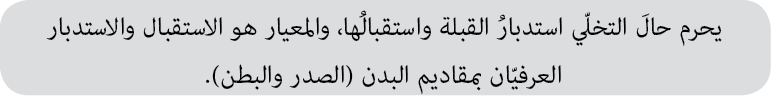 يحرم حالَ التخلّي استدبارُ القبلة واستقبالُها، والمعيار هو الاستقبال والاستدبار
العرفيّان بمقاديم البدن (الصدر والبطن).